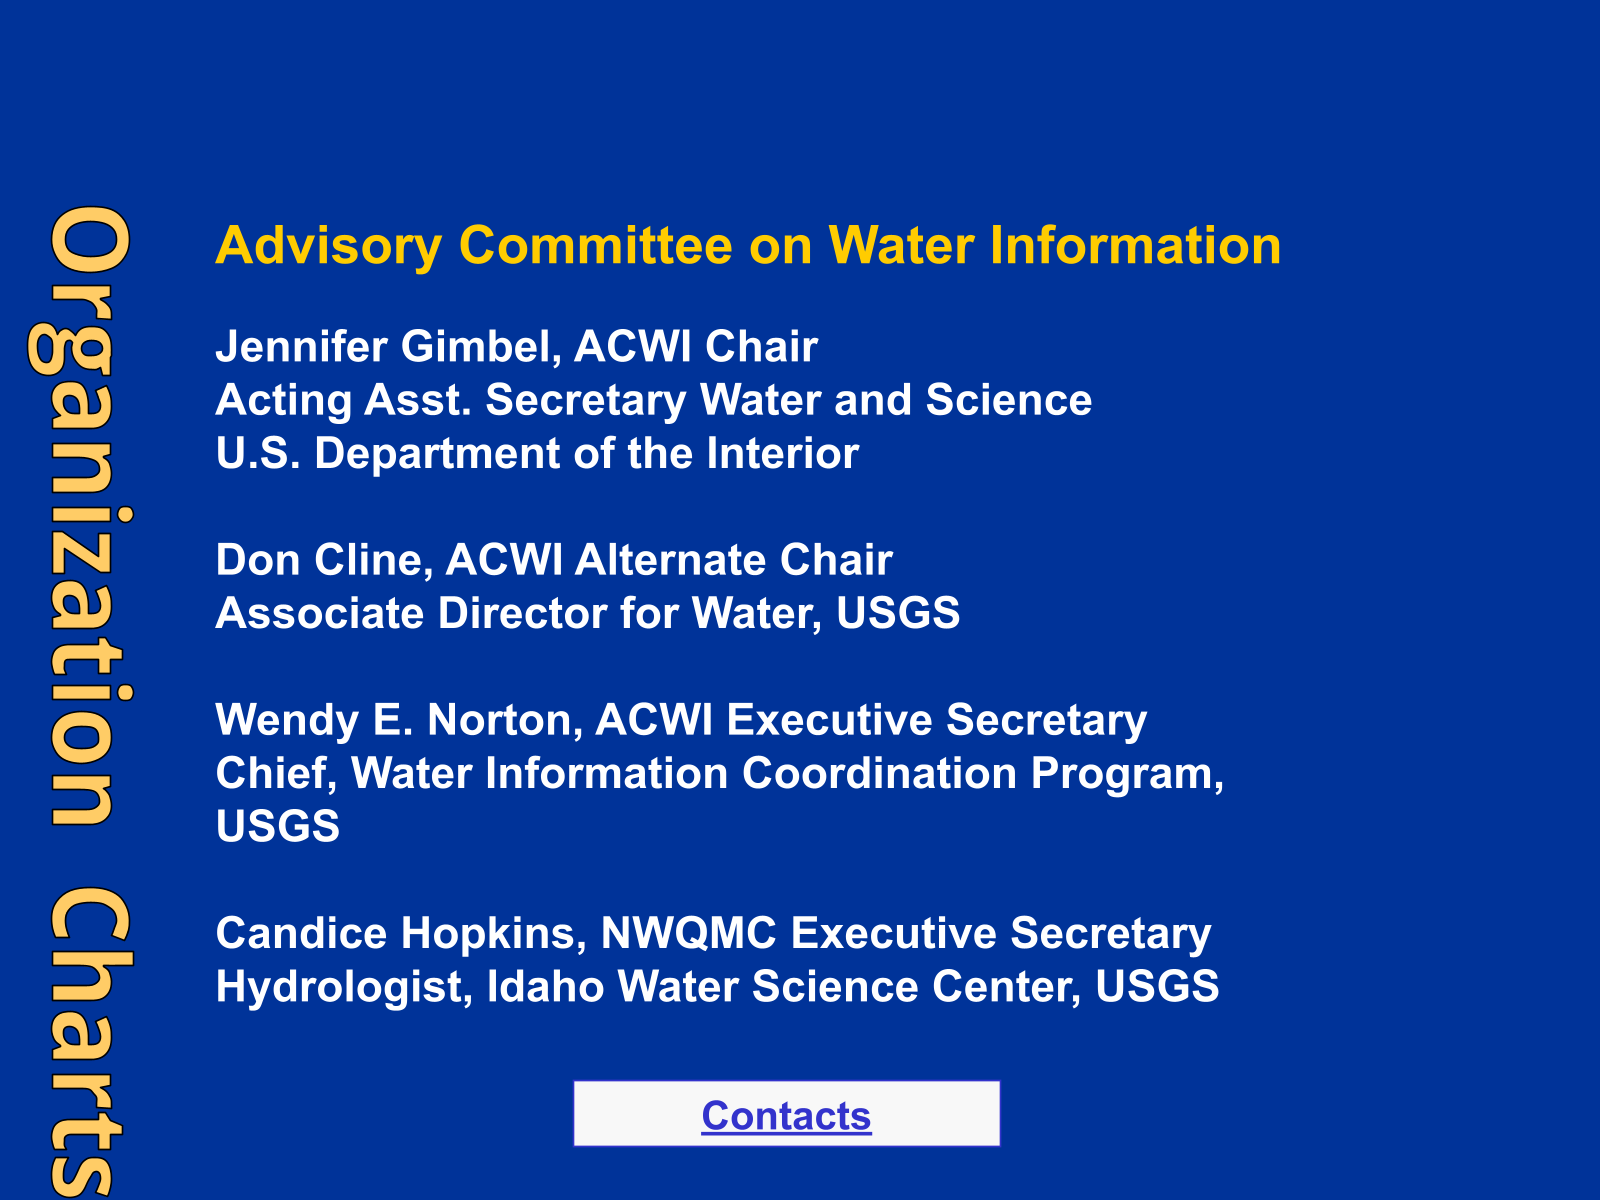 Organization Charts
Advisory Committee on Water Information
Jennifer Gimbel, ACWI Chair
Acting Asst. Secretary Water and Science
U.S. Department of the Interior
Don Cline, ACWI Alternate Chair
Associate Director for Water, USGS
Wendy E. Norton, ACWI Executive Secretary
Chief, Water Information Coordination Program,
USGS
Candice Hopkins, NWQMC Executive Secretary
Hydrologist, Idaho Water Science Center, USGS
Contacts